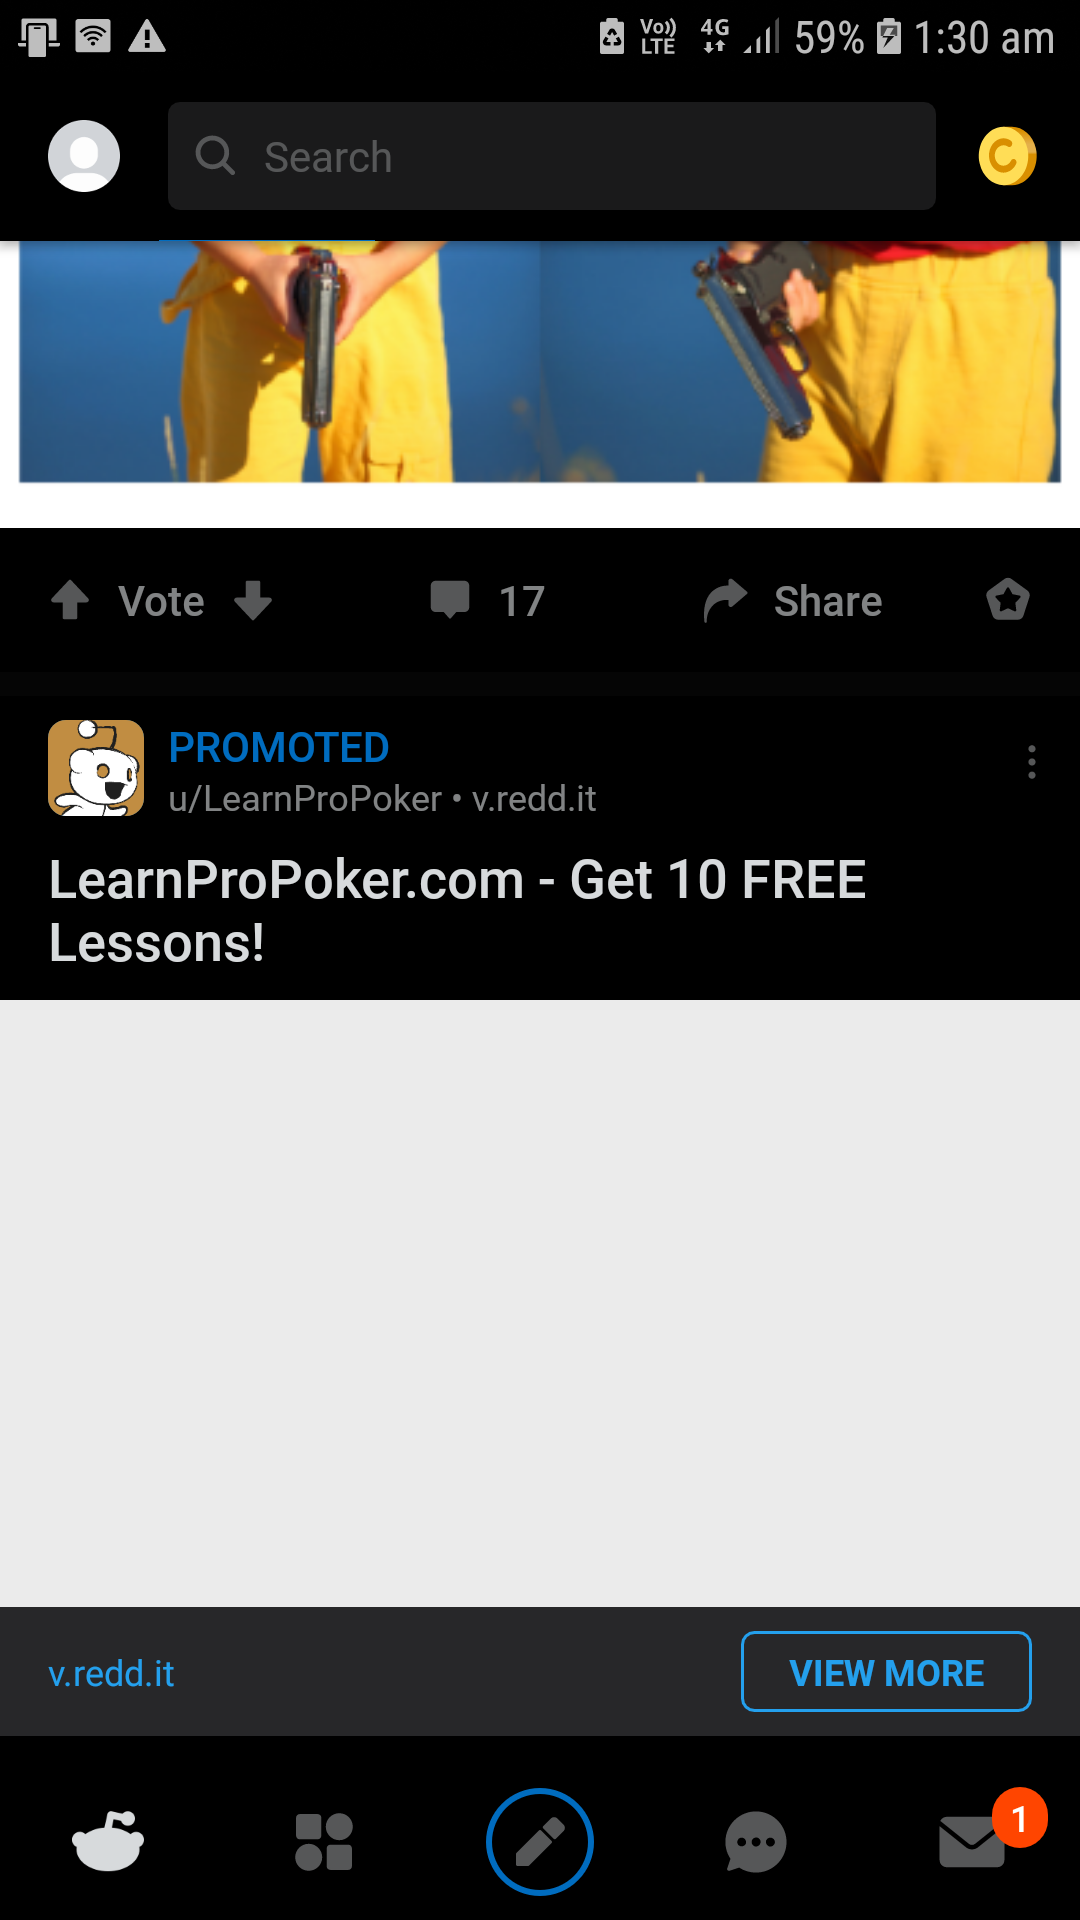 Vo)) LTE 4G 59% 1:30 am
Search
Vote 17 Share
PROMOTED
u/LearnProPoker • v.redd.it
LearnProPoker.com - Get 10 FREE
Lessons!
v.redd.it VIEW MORE
1